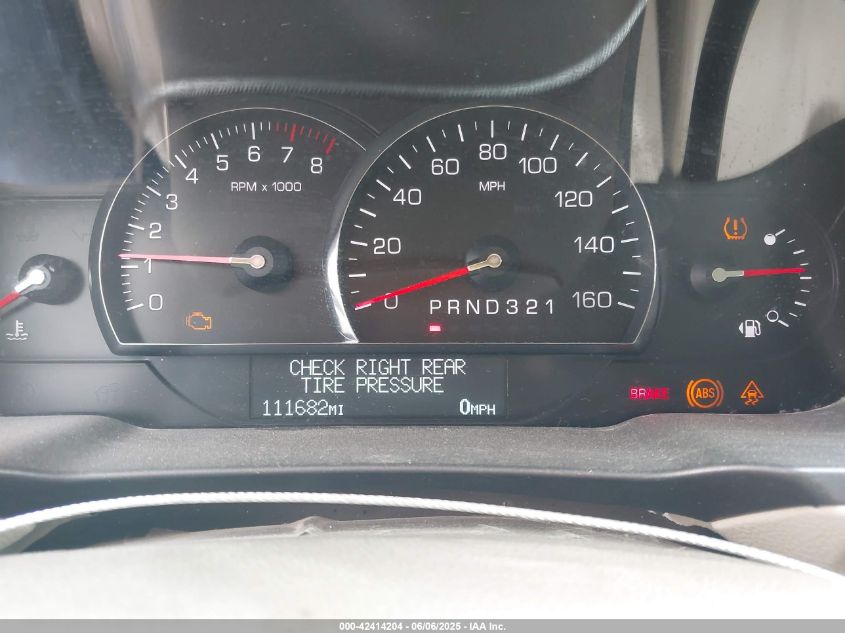 0 1 2 3 4 5 6 7 8
RPM x 1000
0 20 40 60 80 100 120 140 160
MPH
PRND321
CHECK RIGHT REAR
TIRE PRESSURE
111682MI 0MPH
BRAKE ABS
000-42414204 - 06/06/2025 - IAA Inc.